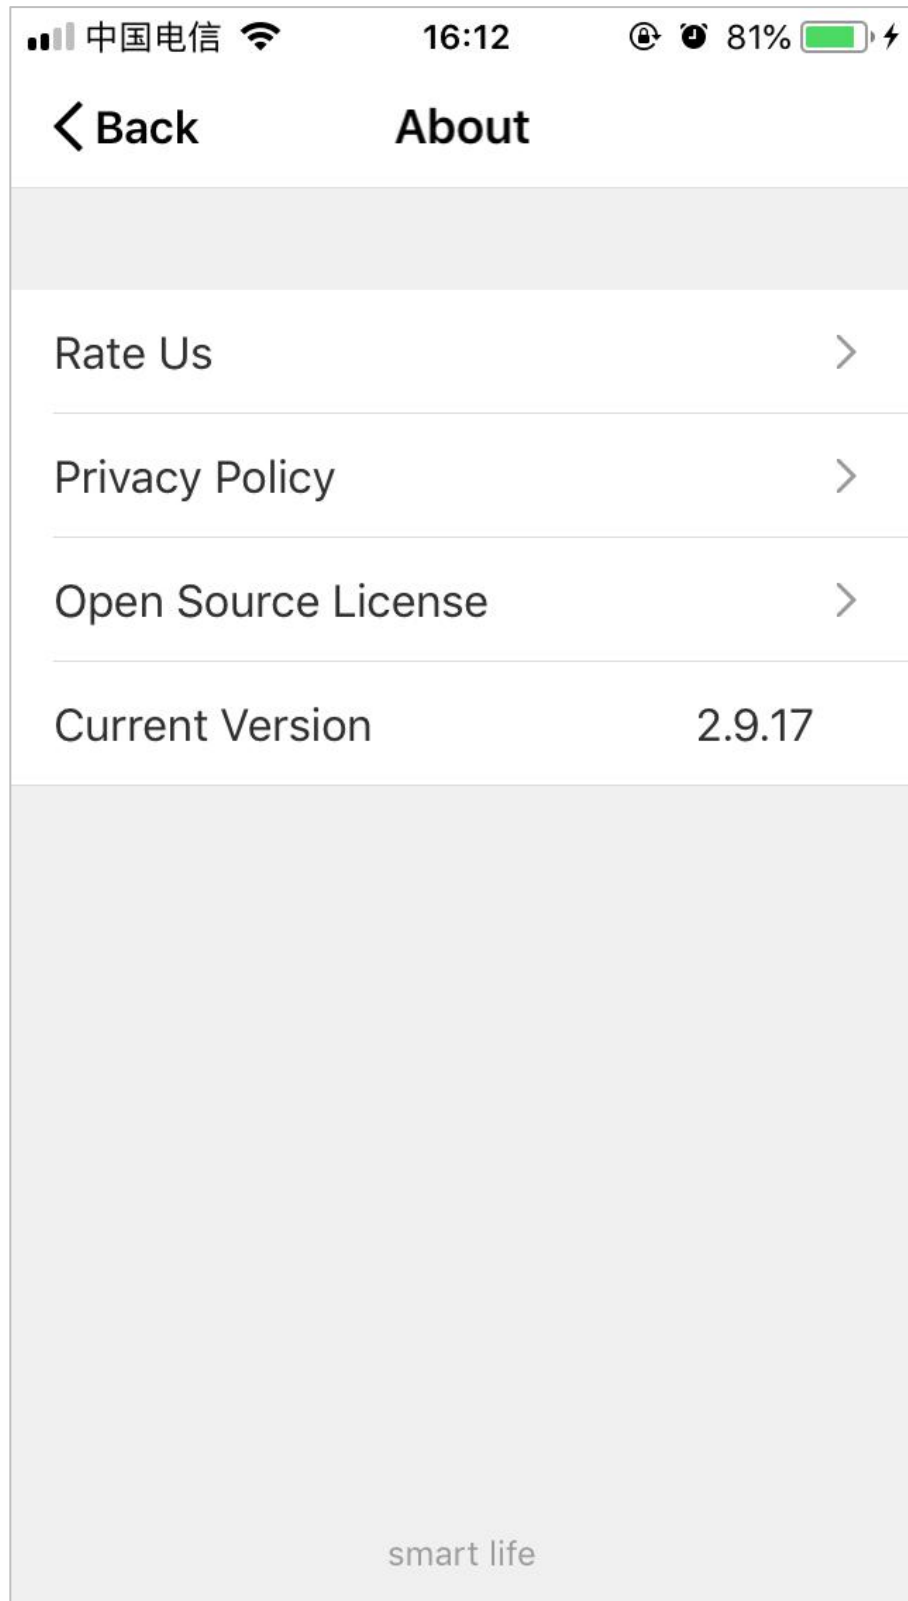 中国电信 16:12 81%
Back About
Rate Us
Privacy Policy
Open Source License
Current Version 2.9.17
smart life